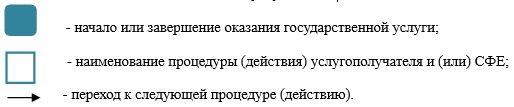 - начало или завершение оказания государственной услуги;
- наименование процедуры (действия) услугополучателя и (или) СФЕ;
- переход к следующей процедуре (действию).